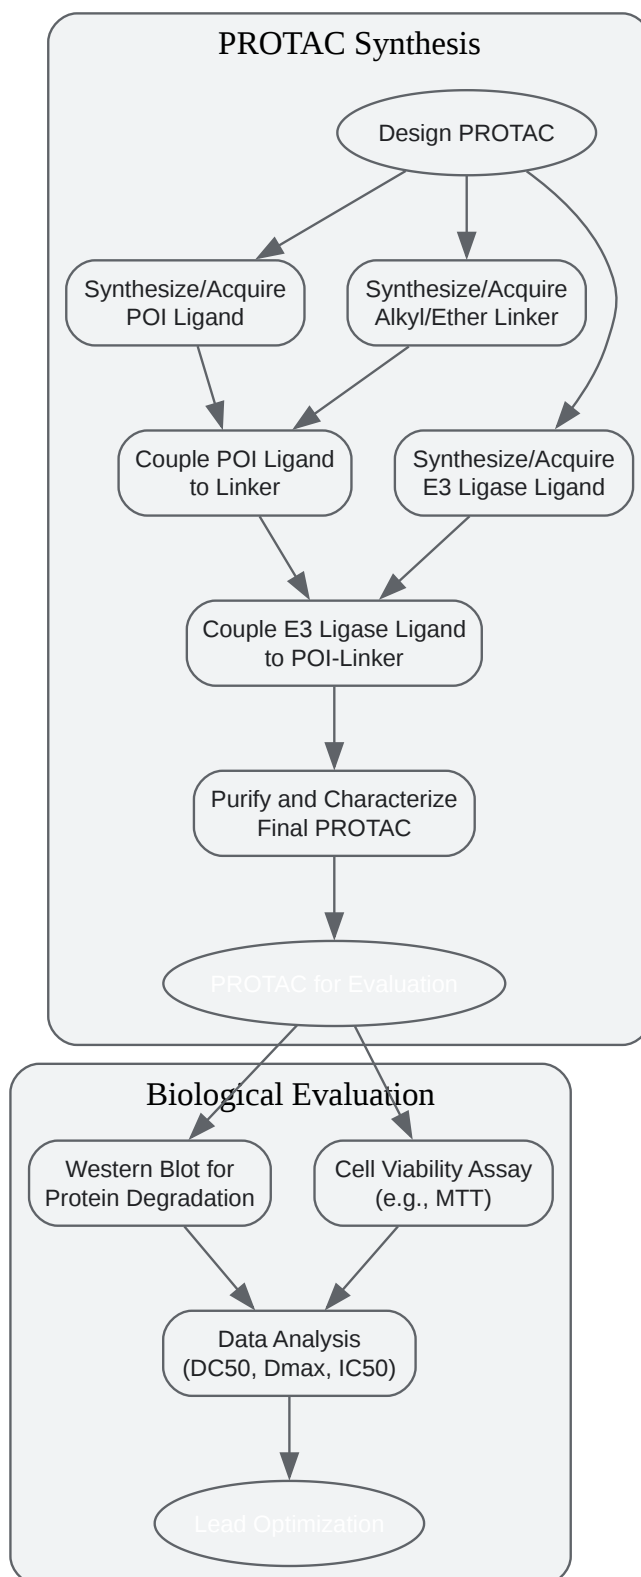 PROTAC Synthesis
Design PROTAC
Synthesize/Acquire
POI Ligand
Synthesize/Acquire
Alkyl/Ether Linker
Couple POI Ligand
to Linker
Synthesize/Acquire
E3 Ligase Ligand
Couple E3 Ligase Ligand
to POI-Linker
Purify and Characterize
Final PROTAC
PROTAC for Evaluation
Biological Evaluation
Western Blot for
Protein Degradation
Cell Viability Assay
(e.g., MTT)
Data Analysis
(DC50, Dmax, IC50)
Lead Optimization